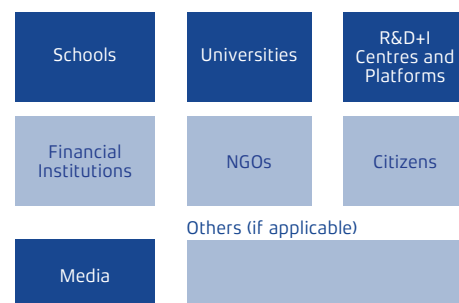 Schools
Universities
R&D+I
Centres and
Platforms
Financial
Institutions
NGOs
Citizens
Others (if applicable)
Media